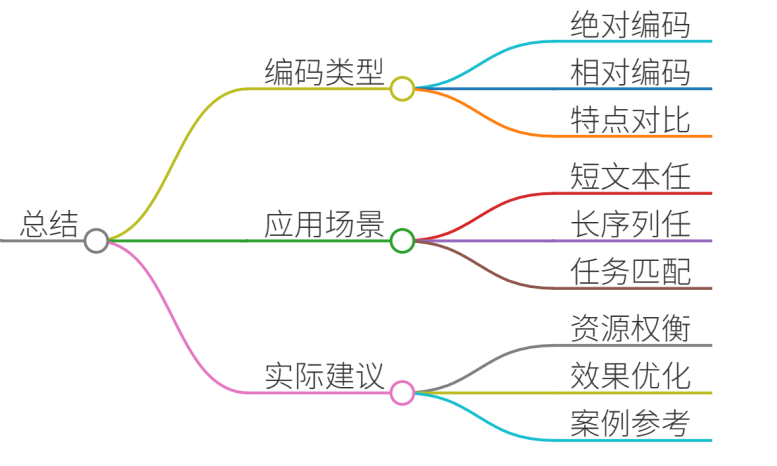 总结
编码类型
绝对编码
相对编码
特点对比
应用场景
短文本任
长序列任
任务匹配
实际建议
资源权衡
效果优化
案例参考